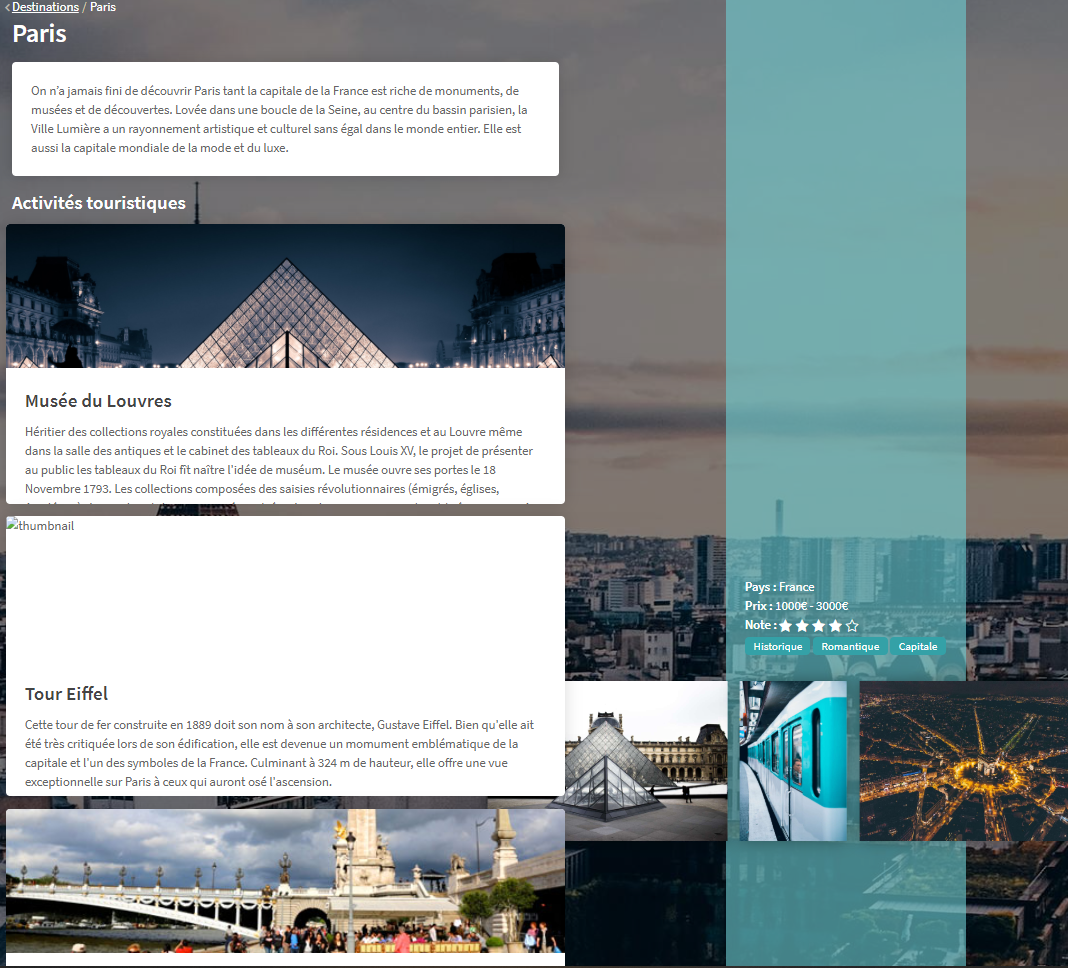 Destinations / Paris
Paris
On n'a jamais fini de découvrir Paris tant la capitale de la France est riche de monuments, de
musées et de découvertes. Lovée dans une boucle de la Seine, au centre du bassin parisien, la
Ville Lumière a un rayonnement artistique et culturel sans égal dans le monde entier. Elle est
aussi la capitale mondiale de la mode et du luxe.
Activités touristiques
Musée du Louvres
Héritier des collections royales constituées dans les différentes résidences et au Louvre même
dans la salle des antiques et le cabinet des tableaux du Roi. Sous Louis XV, le projet de présenter
au public les tableaux du Roi fît naître l'idée de muséum. Le musée ouvre ses portes le 18
Novembre 1793. Les collections composées des saisies révolutionnaires (émigrés, églises,
thumbnail
Tour Eiffel
Cette tour de fer construite en 1889 doit son nom à son architecte, Gustave Eiffel. Bien qu'elle ait
été très critiquée lors de son édification, elle est devenue un momument emblématique de la
capitale et l'un des symboles de la France. Culminant à 324 m de hauteur, elle offre une vue
exceptionnelle sur Paris à ceux qui auront osé l'ascension.
Pays : France
Prix : 1000€ - 3000€
Note :
Historique Romantique Capitale